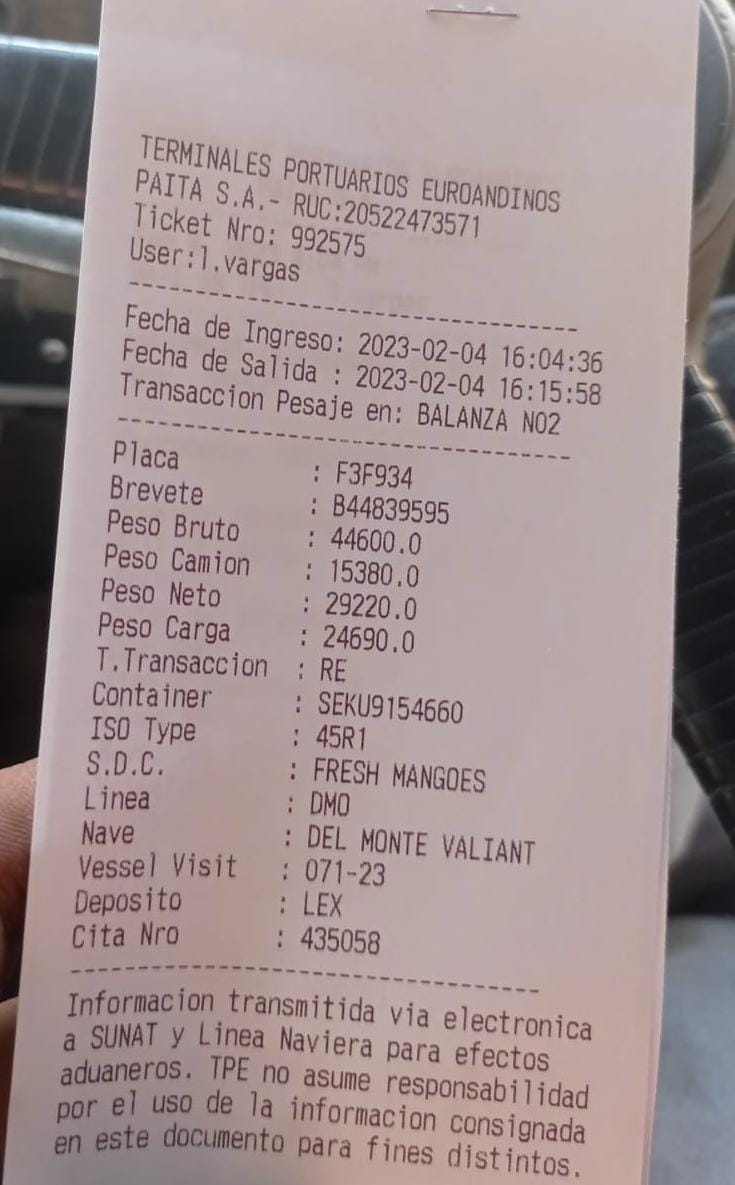 TERMINALES PORTUARIOS EUROANDINOS
PAITA S.A.- RUC:20522473571
Ticket Nro: 992575
User:l.vargas
Fecha de Ingreso: 2023-02-04 16:04:36
Fecha de Salida : 2023-02-04 16:15:58
Transaccion Pesaje en: BALANZA N02
Placa : F3F934
Brevete : B44839595
Peso Bruto : 44600.0
Peso Camion : 15380.0
Peso Neto : 29220.0
Peso Carga : 24690.0
T.Transaccion : RE
Container : SEKU9154660
ISO Type : 45R1
S.D.C. : FRESH MANGOES
Linea : DMO
Nave : DEL MONTE VALIANT
Vessel Visit : 071-23
Deposito : LEX
Cita Nro : 435058
Informacion transmitida via electronica
a SUNAT y Linea Naviera para efectos
aduaneros. TPE no asume responsabilidad
por el uso de la informacion consignada
en este documento para fines distintos.